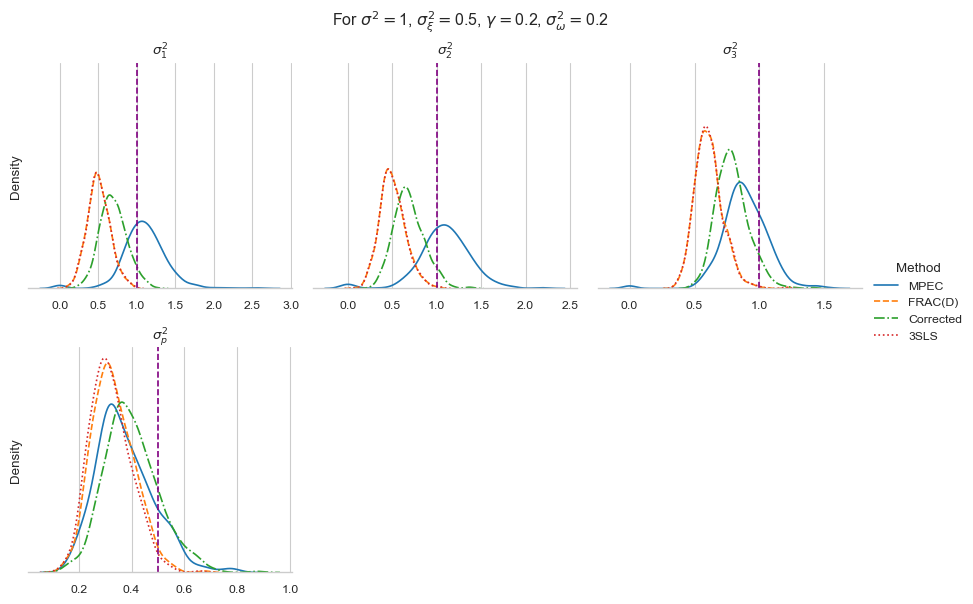 For σ² = 1, σ²_ξ = 0.5, γ = 0.2, σ²_ω = 0.2
σ²_1
σ²_2
σ²_3
Density
0.0 0.5 1.0 1.5 2.0 2.5 3.0
0.0 0.5 1.0 1.5 2.0 2.5
0.0 0.5 1.0 1.5
Method
MPEC
FRAC(D)
Corrected
3SLS
σ²_p
Density
0.2 0.4 0.6 0.8 1.0